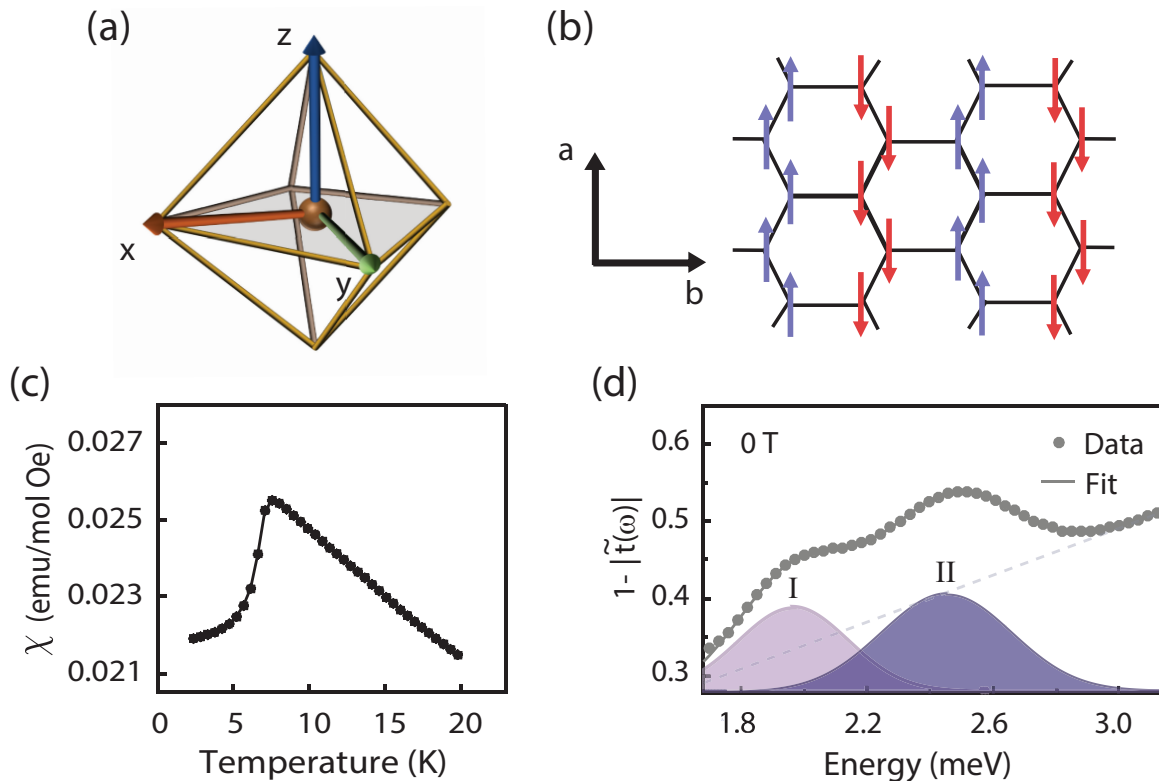 (a)
z
x
y
(b)
a
b
(c)
χ (emu/mol Oe)
0.027
0.025
0.023
0.021
0 5 10 15 20
Temperature (K)
(d)
1- |t̃(ω)|
0.6
0.5
0.4
0.3
0 T
Data
Fit
I
II
1.8 2.2 2.6 3.0
Energy (meV)